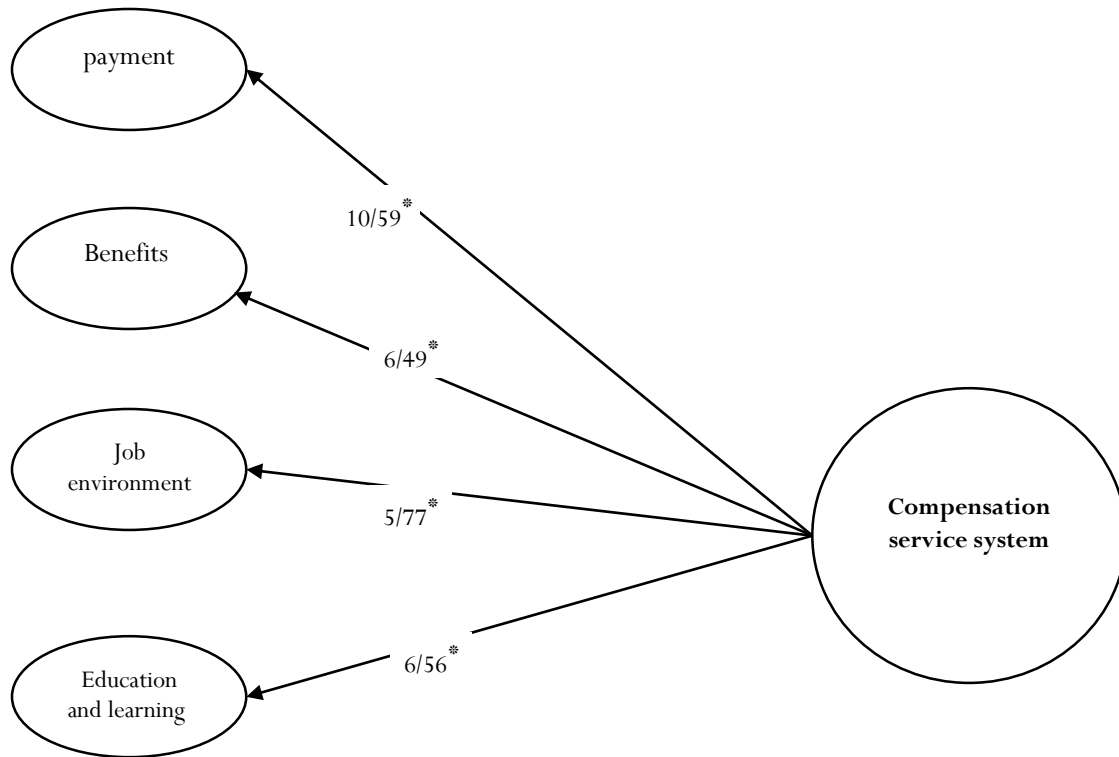 payment
10/59*
Benefits
6/49*
Job
environment
5/77*
Compensation
service system
Education
and learning
6/56*